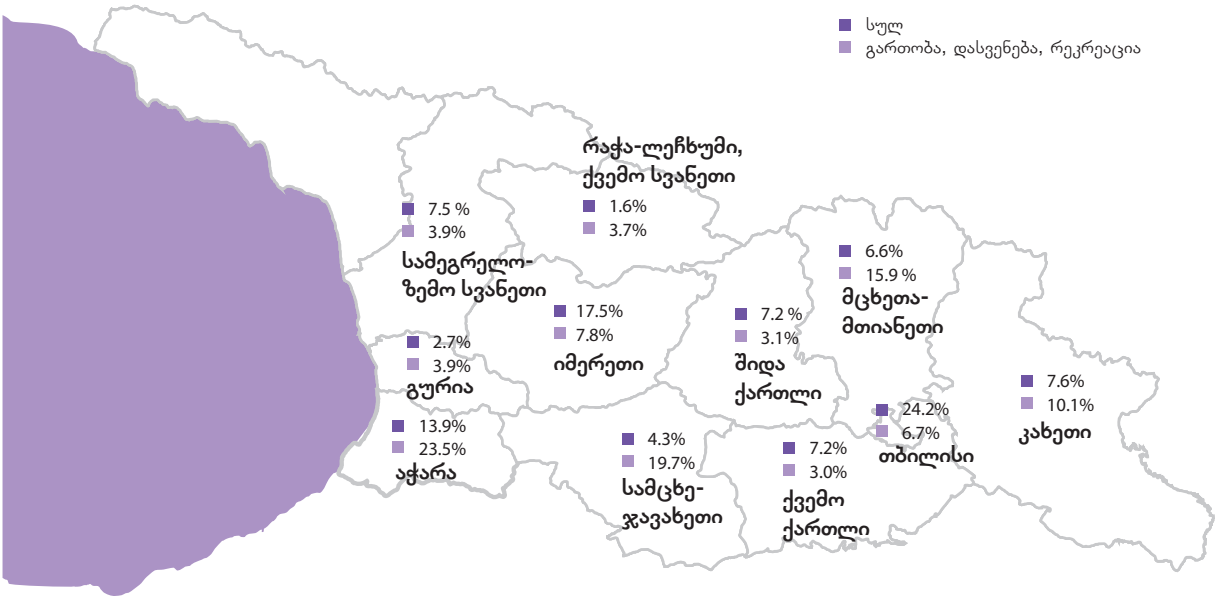 სულ
გართობა, დასვენება, რეკრეაცია
რაჭა-ლეჩხუმი,
ქვემო სვანეთი
1.6%
3.7%
7.5 %
3.9%
სამეგრელო-
ზემო სვანეთი
6.6%
15.9 %
მცხეთა-
მთიანეთი
17.5%
7.8%
იმერეთი
7.2 %
3.1%
შიდა
ქართლი
2.7%
3.9%
გურია
7.6%
10.1%
კახეთი
24.2%
6.7%
თბილისი
13.9%
23.5%
აჭარა
4.3%
19.7%
სამცხე-
ჯავახეთი
7.2%
3.0%
ქვემო
ქართლი